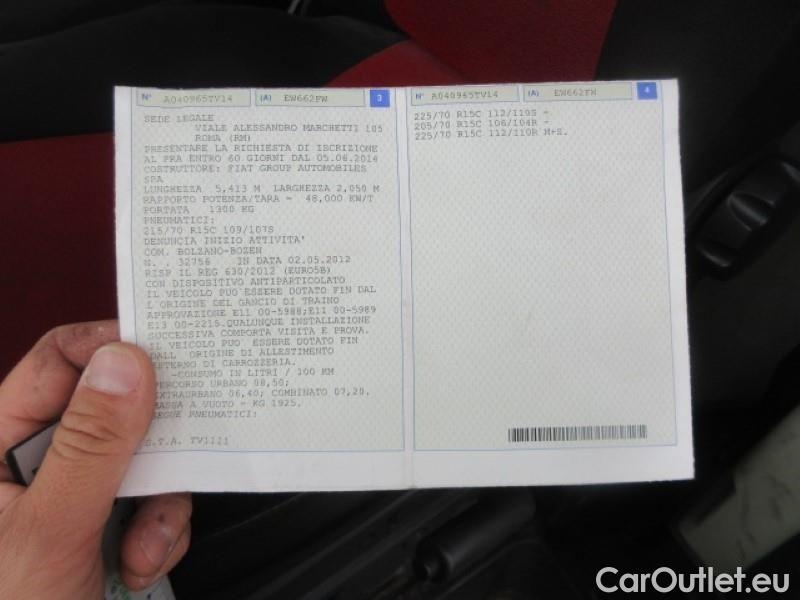 N° A040965TV14 (A) EW662FW 3
SEDE LEGALE
VIALE ALESSANDRO MARCHETTI 105
ROMA (RM)
PRESENTARE LA RICHIESTA DI ISCRIZIONE
AL PRA ENTRO 60 GIORNI DAL 05.06.2014
COSTRUTTORE: FIAT GROUP AUTOMOBILES
SPA
LUNGHEZZA 5,413 M LARGHEZZA 2,050 M
RAPPORTO POTENZA/TARA = 48,000 KW/T
PORTATA 1300 KG
PNEUMATICI:
215/70 R15C 109/107S
DENUNCIA INIZIO ATTIVITA'
COM. BOLZANO-BOZEN
N. . 32756 IN DATA 02.05.2012
RISP IL REG 630/2012 (EURO5B)
CON DISPOSITIVO ANTIPARTICOLATO
IL VEICOLO PUO'ESSERE DOTATO FIN DAL
L'ORIGINE DEL GANCIO DI TRAINO
APPROVAZIONE E11 00-5988;E11 00-5989
E13 00-2215.QUALUNQUE INSTALLAZIONE
SUCCESSIVA COMPORTA VISITA E PROVA.
IL VEICOLO PUO' ESSERE DOTATO FIN
DALL' ORIGINE DI ALLESTIMENTO
ESTERNO DI CARROZZERIA.
-CONSUMO IN LITRI / 100 KM
PERCORSO URBANO 08,50;
EXTRAURBANO 06,40; COMBINATO 07,20.
MASSA A VUOTO = KG 1925.
SEGUE PNEUMATICI:
S.T.A. TV1121
N° A040965TV14 (A) EW662FW 4
225/70 R15C 112/110S -
205/70 R15C 106/104R -
225/70 R15C 112/110R M+S.
CarOutlet.eu